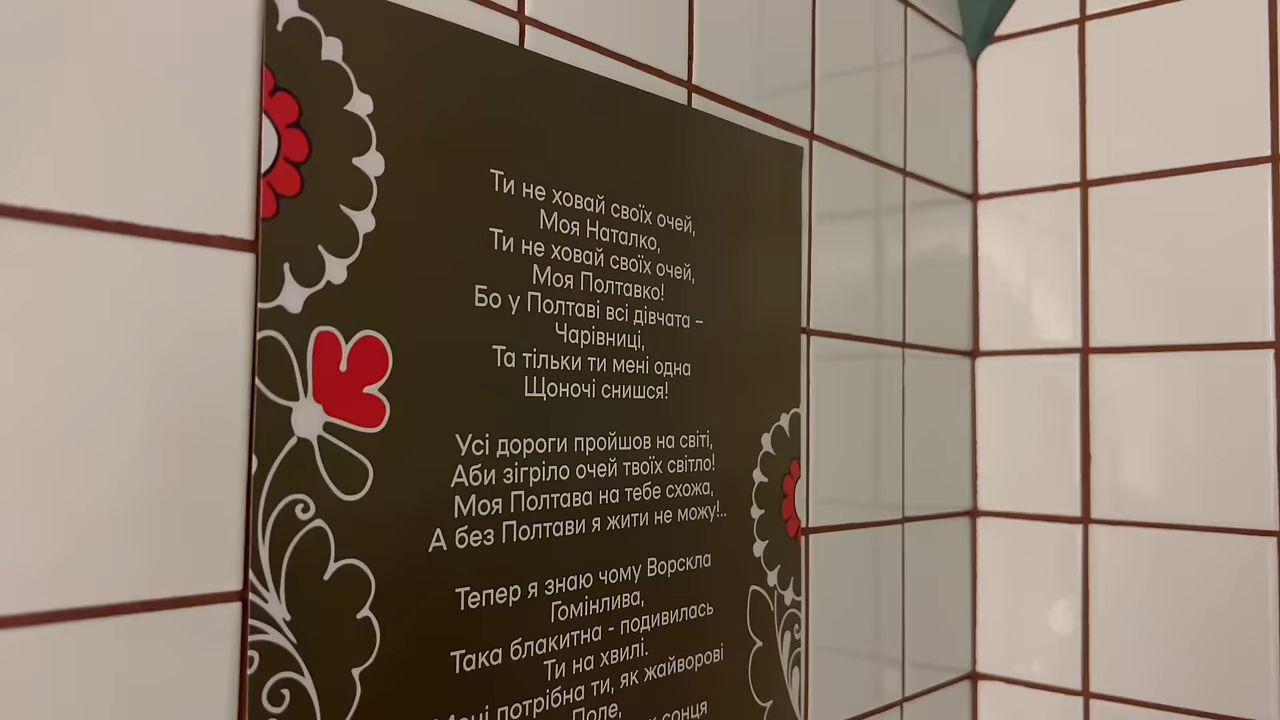 Ти не ховай своїх очей,
Моя Наталко,
Ти не ховай своїх очей,
Моя Полтавко!
Бо у Полтаві всі дівчата –
Чарівниці,
Та тільки ти мені одна
Щоночі снишся!
Усі дороги пройшов на світі,
Аби зігріло очей твоїх світло!
Моя Полтава на тебе схожа,
А без Полтави я жити не можу!..
Тепер я знаю чому Ворскла
Гомінлива,
Така блакитна - подивилась
Ти на хвилі.
Мені потрібна ти, як жайворові
Поле,
сонця